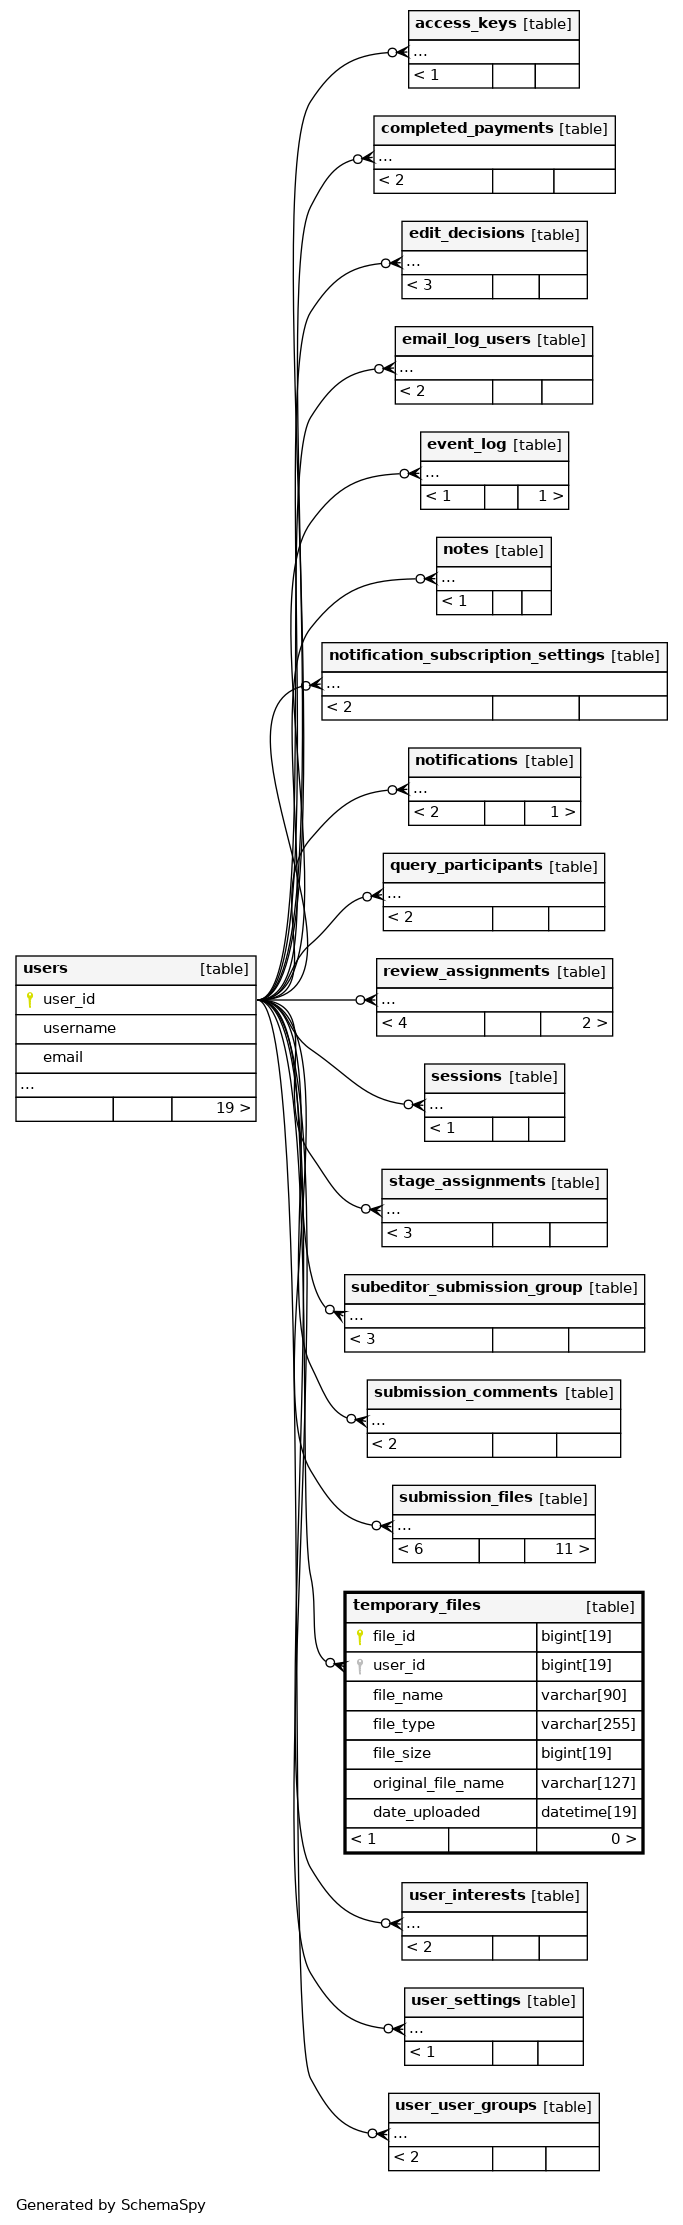 access_keys [table]
...
< 1
completed_payments [table]
...
< 2
edit_decisions [table]
...
< 3
email_log_users [table]
...
< 2
event_log [table]
...
< 1 1 >
notes [table]
...
< 1
notification_subscription_settings [table]
...
< 2
notifications [table]
...
< 2 1 >
query_participants [table]
...
< 2
users [table]
user_id
username
email
...
19 >
review_assignments [table]
...
< 4 2 >
sessions [table]
...
< 1
stage_assignments [table]
...
< 3
subeditor_submission_group [table]
...
< 3
submission_comments [table]
...
< 2
submission_files [table]
...
< 6 11 >
temporary_files [table]
file_id bigint[19]
user_id bigint[19]
file_name varchar[90]
file_type varchar[255]
file_size bigint[19]
original_file_name varchar[127]
date_uploaded datetime[19]
< 1 0 >
user_interests [table]
...
< 2
user_settings [table]
...
< 1
user_user_groups [table]
...
< 2
Generated by SchemaSpy